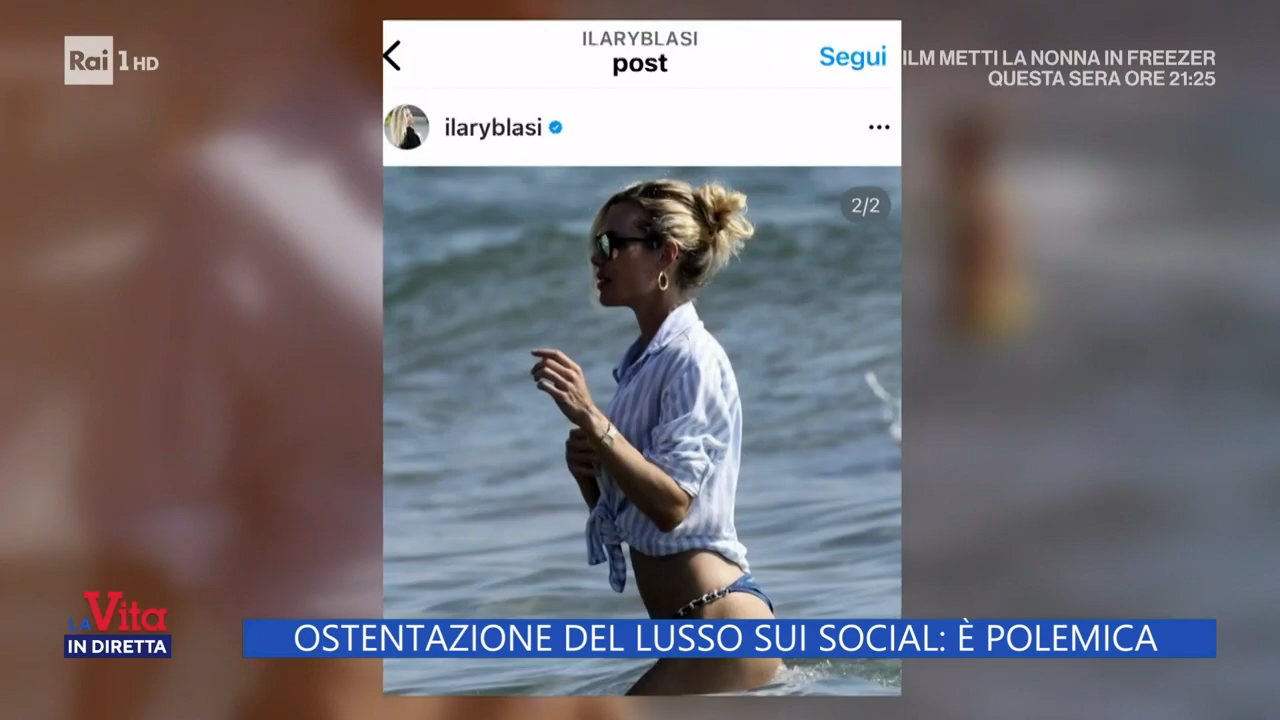 Rai 1 HD
ILARYBLASI
post
Segui
ILM METTI LA NONNA IN FREEZER
QUESTA SERA ORE 21:25
ilaryblasi
2/2
LA Vita
IN DIRETTA
OSTENTAZIONE DEL LUSSO SUI SOCIAL: È POLEMICA